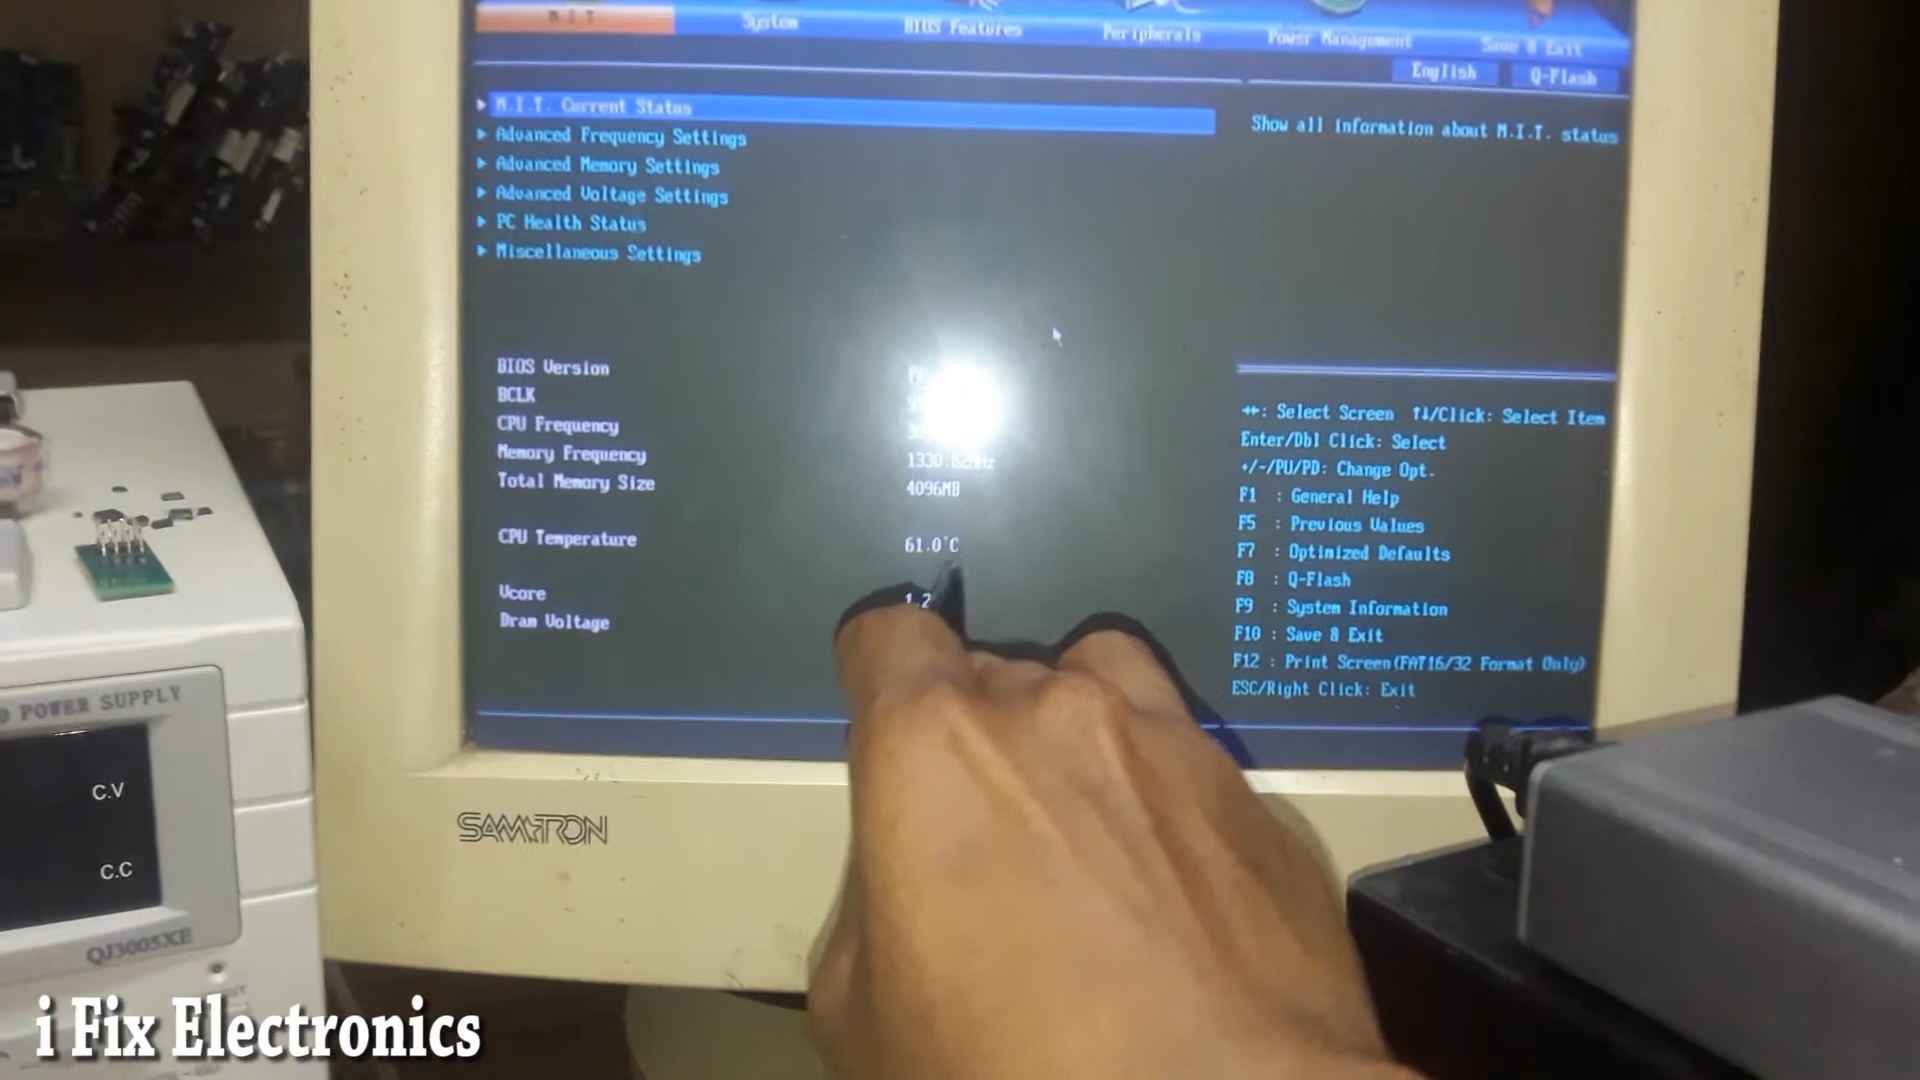 M.I.T System BIOS Features Peripherals Power Management Save & Exit
English Q-Flash
M.I.T. Current Status
Advanced Frequency Settings
Advanced Memory Settings
Advanced Voltage Settings
PC Health Status
Miscellaneous Settings
Show all information about M.I.T. status
BIOS Version
BCLK
CPU Frequency
Memory Frequency
Total Memory Size 4096MB
CPU Temperature 61.0°C
Vcore
Dram Voltage
: Select Screen ↑↓/Click: Select Item
Enter/Dbl Click: Select
+/-/PU/PD: Change Opt.
F1 : General Help
F5 : Previous Values
F7 : Optimized Defaults
F8 : Q-Flash
F9 : System Information
F10 : Save & Exit
F12 : Print Screen(FAT16/32 Format Only)
ESC/Right Click: Exit
SAMTRON
POWER SUPPLY
C.V
C.C
QJ3005XE
i Fix Electronics